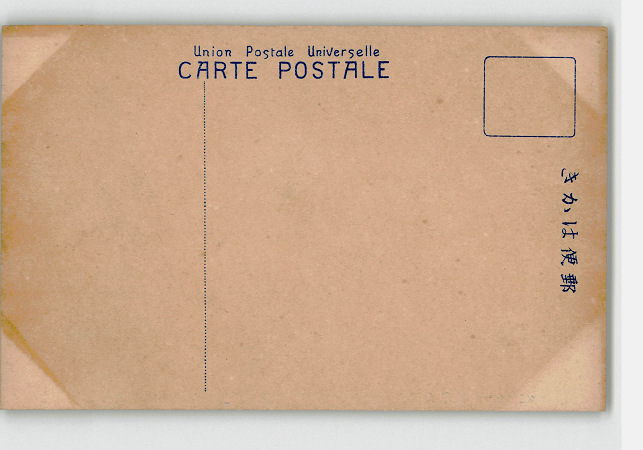 Union Postale Universelle
CARTE POSTALE
きかは便郵